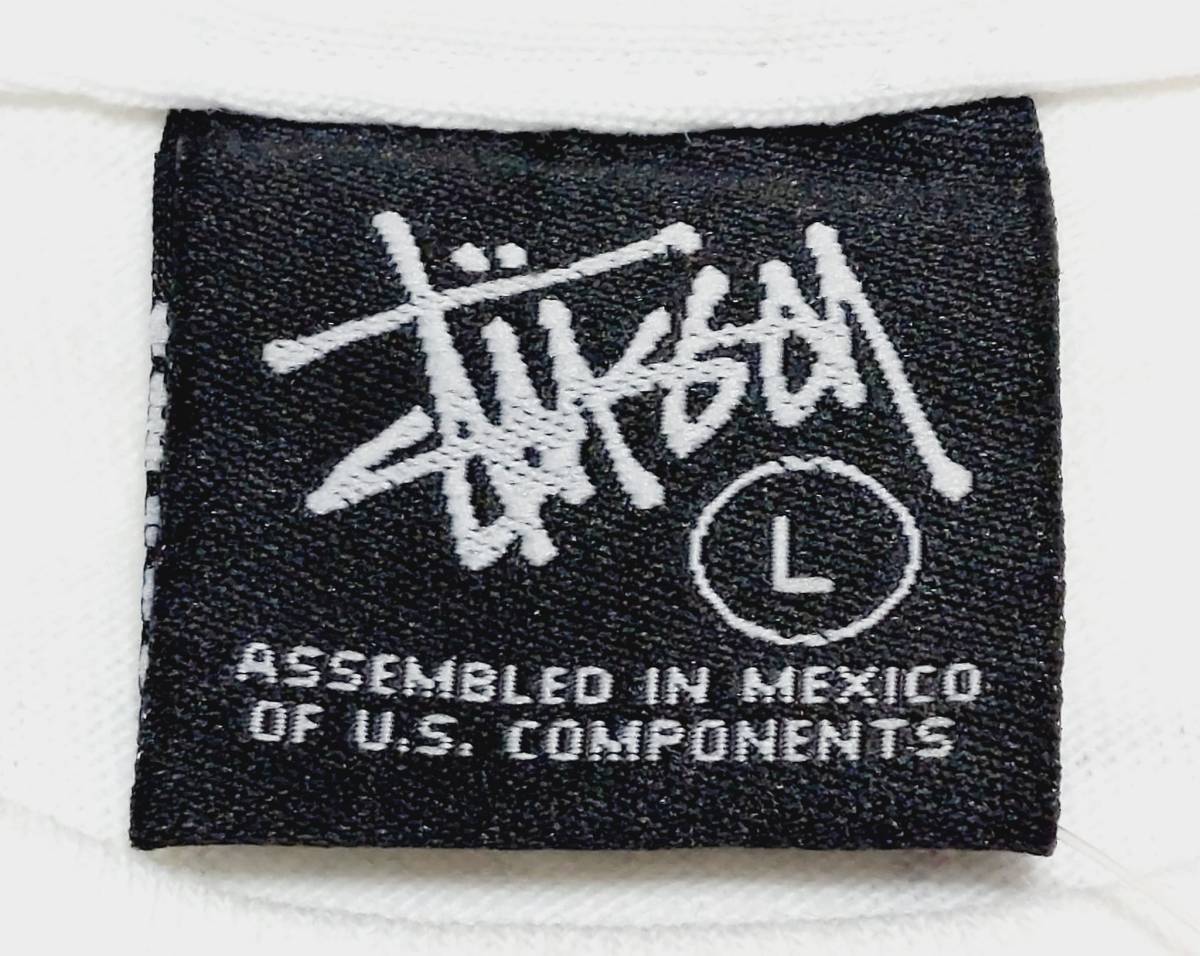 Stüssy
L
ASSEMBLED IN MEXICO
OF U.S. COMPONENTS